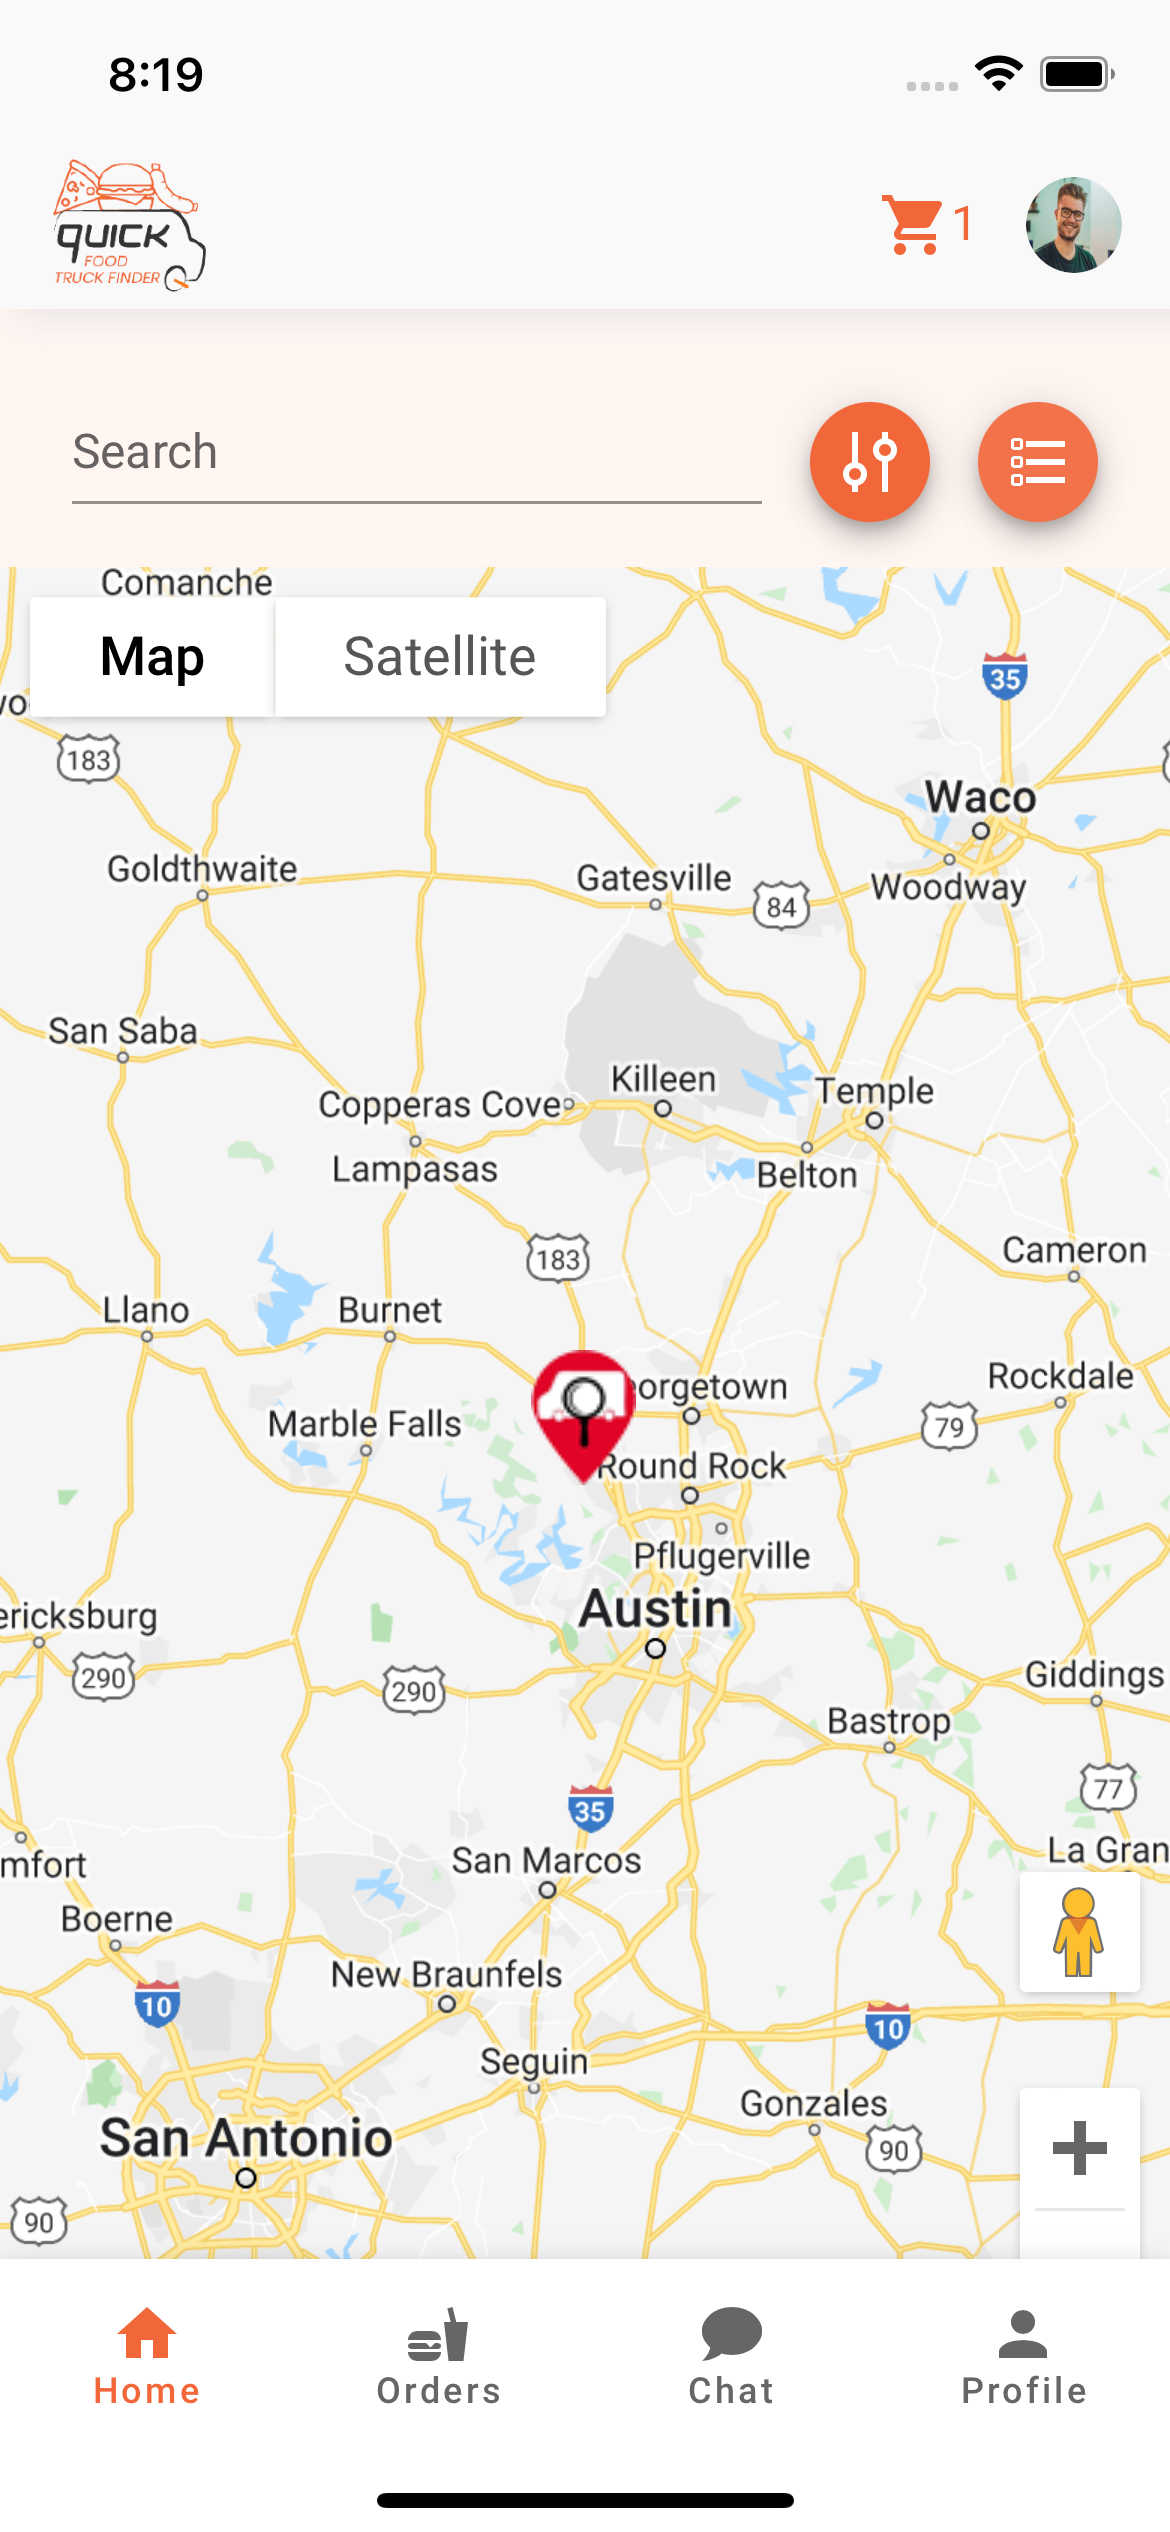 8:19
QUICK
FOOD
TRUCK FINDER
1
Search
Comanche
Map
Satellite
35
183
Waco
Goldthwaite
Gatesville
84
Woodway
San Saba
Killeen
Temple
Copperas Cove
Lampasas
Belton
183
Cameron
Llano
Burnet
orgetown
Rockdale
Marble Falls
79
Round Rock
Pflugerville
Austin
ericksburg
290
290
Giddings
Bastrop
77
35
La Gran
San Marcos
mfort
Boerne
New Braunfels
10
10
Seguin
Gonzales
San Antonio
90
90
Home
Orders
Chat
Profile